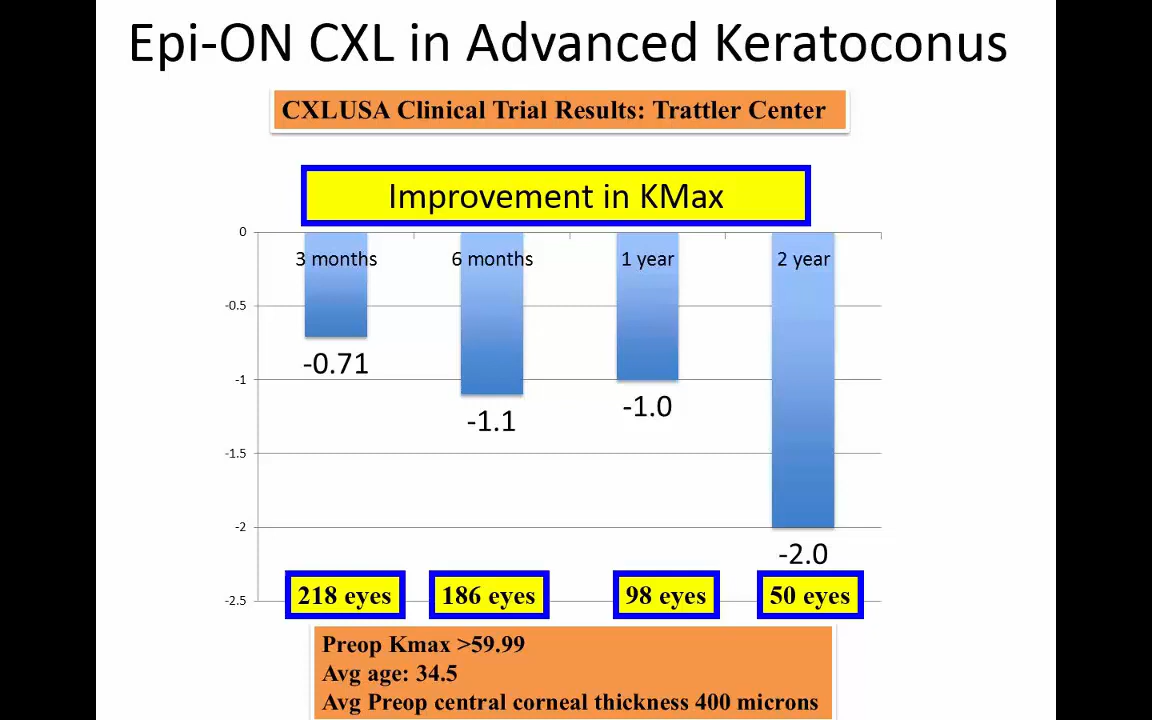 Epi-ON CXL in Advanced Keratoconus
CXLUSA Clinical Trial Results: Trattler Center
Improvement in KMax
0
3 months
6 months
1 year
2 year
-0.5
-0.71
-1
-1.1
-1.0
-1.5
-2
-2.0
-2.5
218 eyes
186 eyes
98 eyes
50 eyes
Preop Kmax >59.99
Avg age: 34.5
Avg Preop central corneal thickness 400 microns